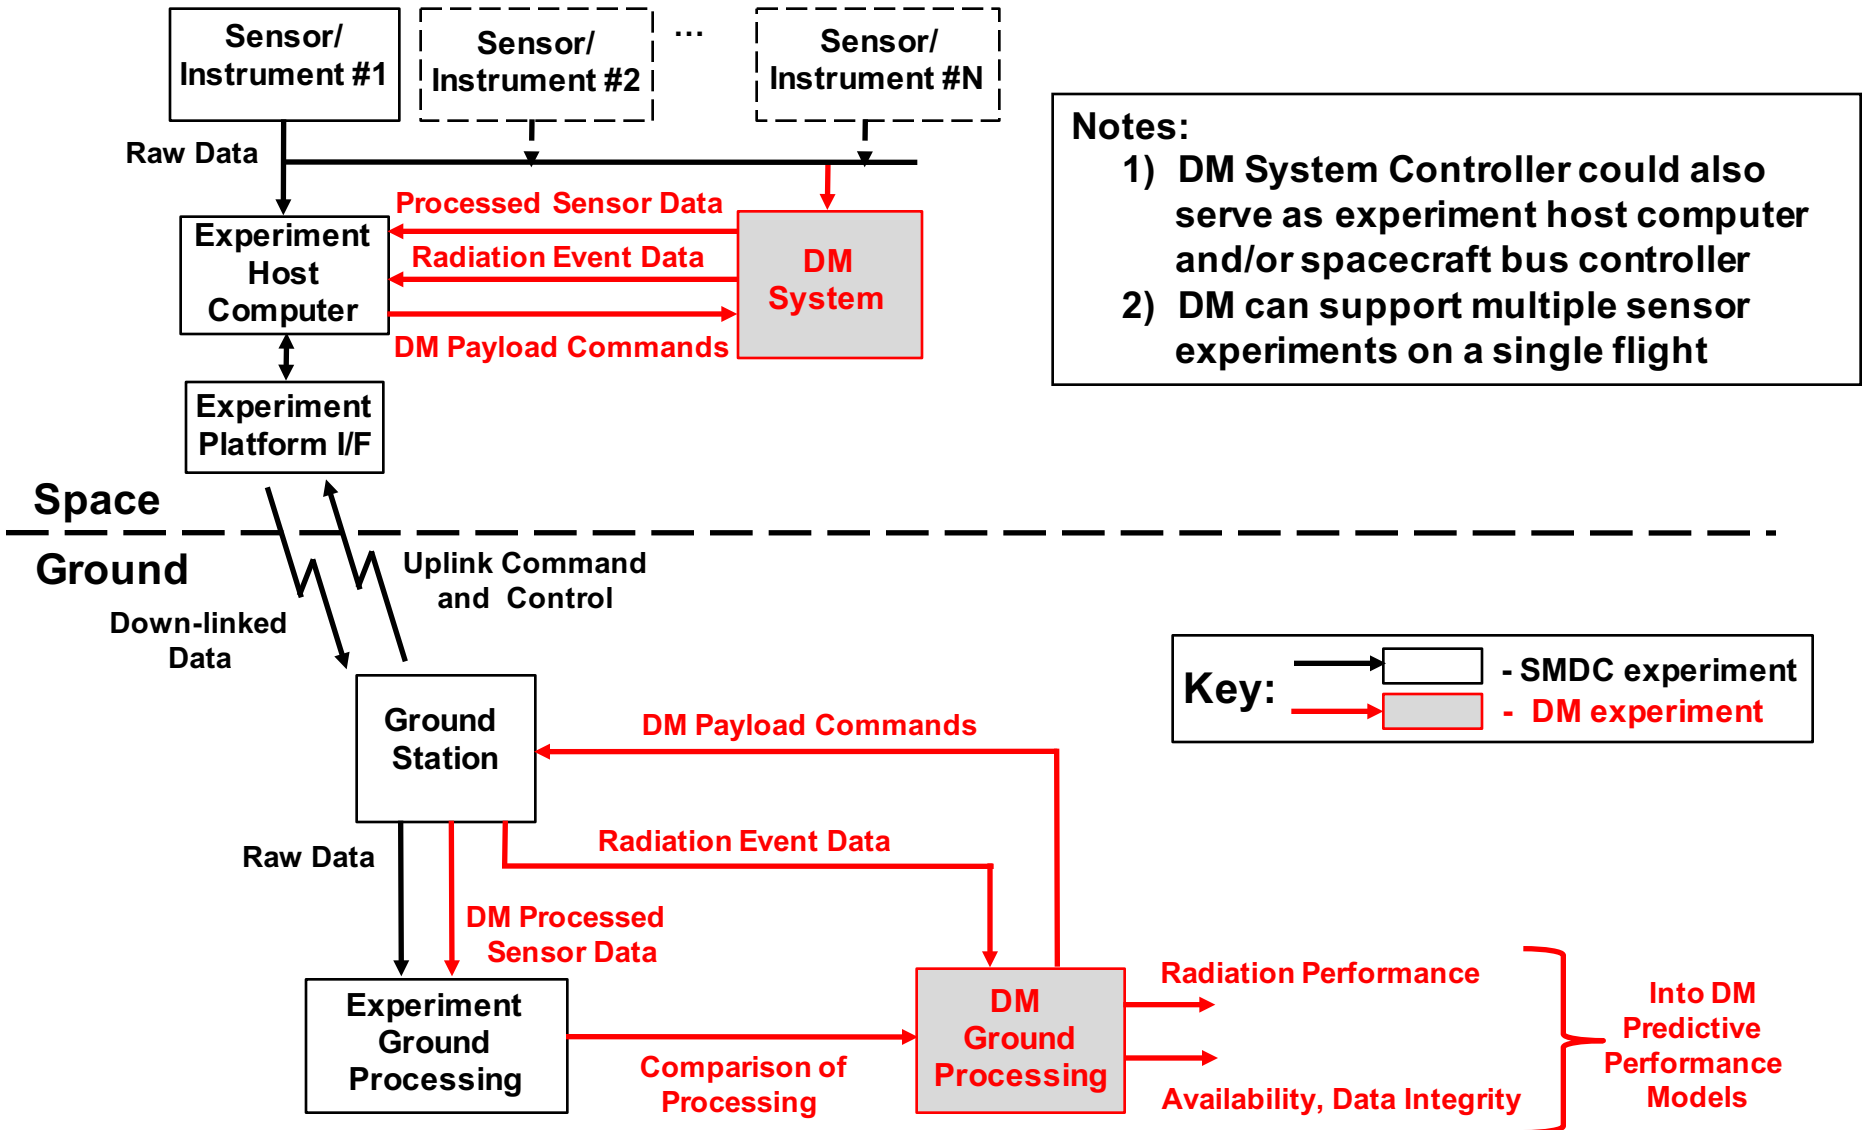 Sensor/
Instrument #1
Sensor/
Instrument #2
...
Sensor/
Instrument #N
Raw Data
Processed Sensor Data
Radiation Event Data
DM Payload Commands
Experiment
Host
Computer
DM
System
Experiment
Platform I/F
Notes:
1) DM System Controller could also
serve as experiment host computer
and/or spacecraft bus controller
2) DM can support multiple sensor
experiments on a single flight
Space
Ground
Uplink Command
and Control
Down-linked
Data
Key:
- SMDC experiment
- DM experiment
Ground
Station
DM Payload Commands
Radiation Event Data
Raw Data
DM Processed
Sensor Data
Experiment
Ground
Processing
Comparison of
Processing
DM
Ground
Processing
Radiation Performance
Availability, Data Integrity
Into DM
Predictive
Performance
Models